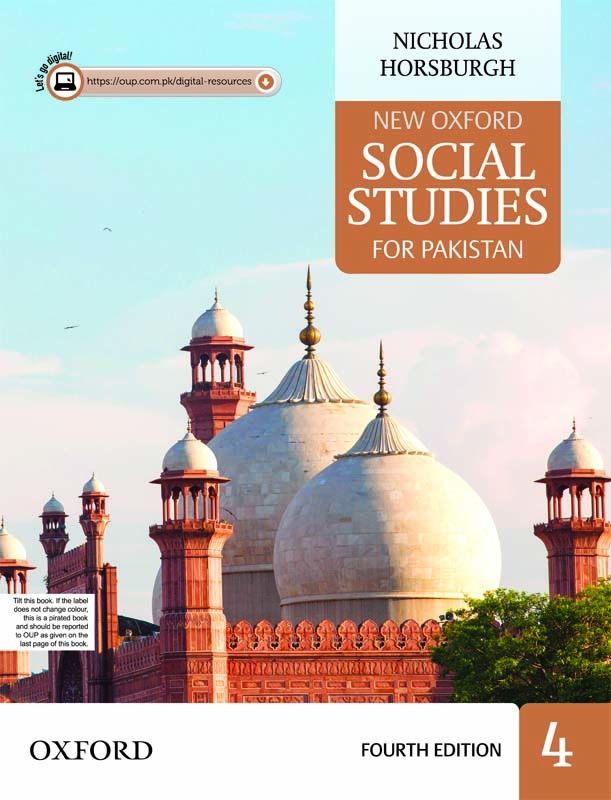 Let's go digital!
https://oup.com.pk/digital-resources
NICHOLAS
HORSBURGH
NEW OXFORD
SOCIAL
STUDIES
FOR PAKISTAN
Tilt this book. If the label
does not change colour,
this is a pirated book
and should be reported
to OUP as given on the
last page of this book.
OXFORD
FOURTH EDITION
4